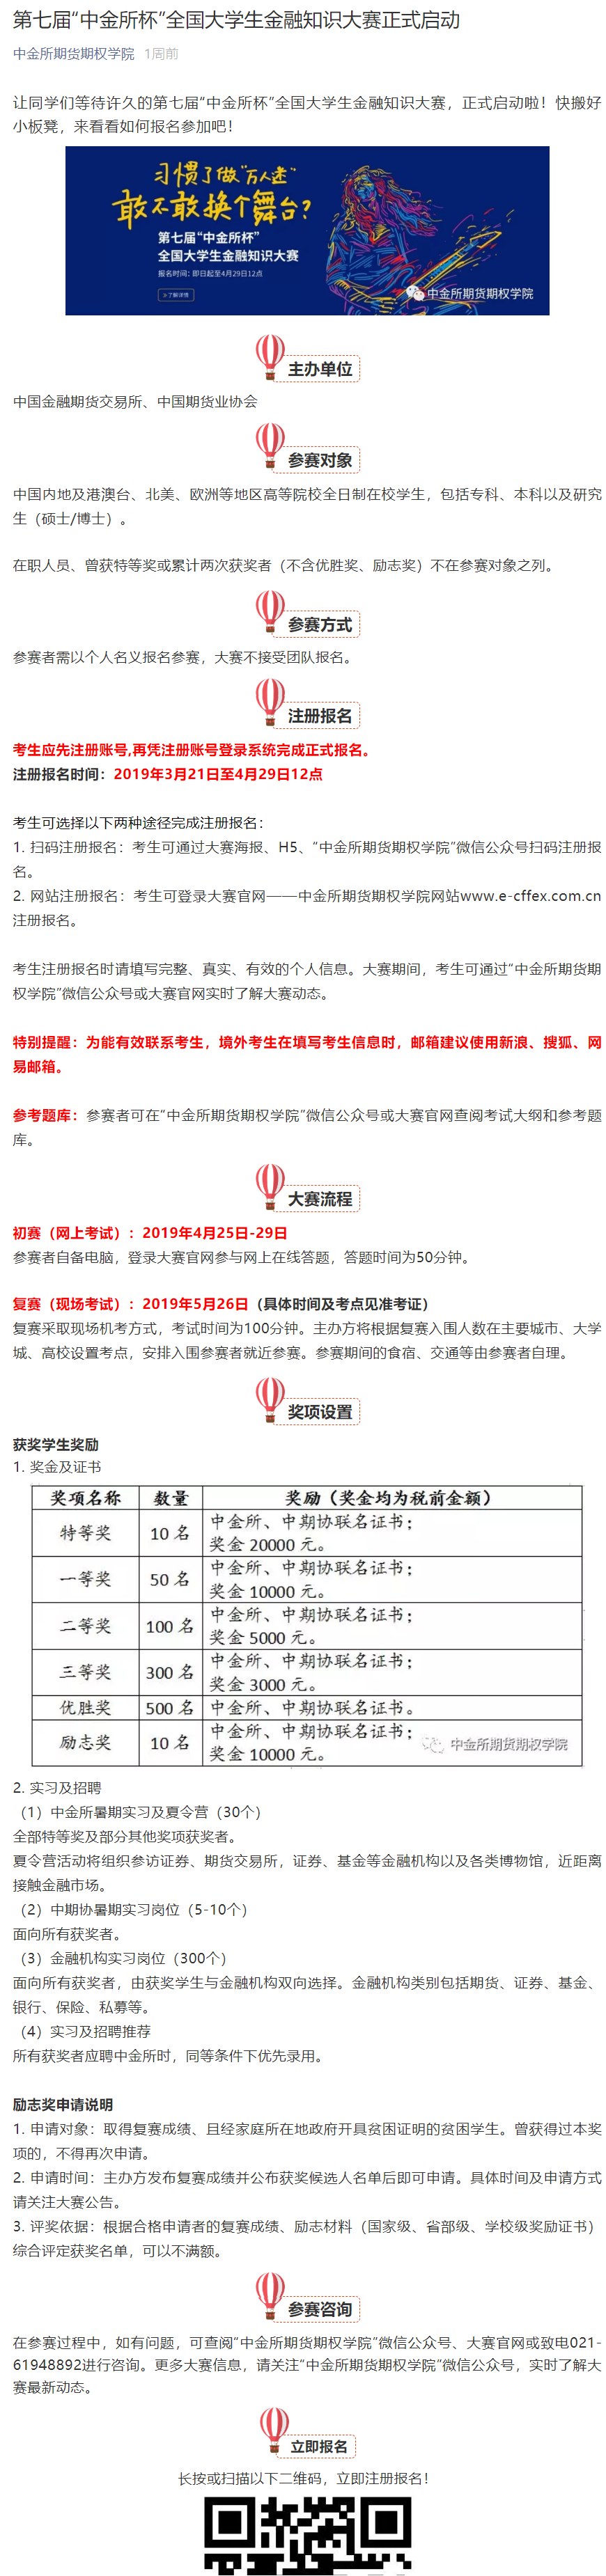 第七届“中金所杯”全国大学生金融知识大赛正式启动
中金所期货期权学院 1周前
让同学们等待许久的第七届“中金所杯”全国大学生金融知识大赛，正式启动啦！快搬好
小板凳，来看看如何报名参加吧！
习惯了做“万人迷”
敢不敢换个舞台？
第七届“中金所杯”
全国大学生金融知识大赛
报名时间：即日起至4月29日12点
>了解详情
中金所期货期权学院
主办单位
中国金融期货交易所、中国期货业协会
参赛对象
中国内地及港澳台、北美、欧洲等地区高等院校全日制在校学生，包括专科、本科以及研究
生（硕士/博士）。
在职人员、曾获特等奖或累计两次获奖者（不含优胜奖、励志奖）不在参赛对象之列。
参赛方式
参赛者需以个人名义报名参赛，大赛不接受团队报名。
注册报名
考生应先注册账号,再凭注册账号登录系统完成正式报名。
注册报名时间：2019年3月21日至4月29日12点
考生可选择以下两种途径完成注册报名：
1. 扫码注册报名：考生可通过大赛海报、H5、“中金所期货期权学院”微信公众号扫码注册报
名。
2. 网站注册报名：考生可登录大赛官网——中金所期货期权学院网站www.e-cffex.com.cn
注册报名。
考生注册报名时请填写完整、真实、有效的个人信息。大赛期间，考生可通过“中金所期货期
权学院”微信公众号或大赛官网实时了解大赛动态。
特别提醒：为能有效联系考生，境外考生在填写考生信息时，邮箱建议使用新浪、搜狐、网
易邮箱。
参考题库：参赛者可在“中金所期货期权学院”微信公众号或大赛官网查阅考试大纲和参考题
库。
大赛流程
初赛（网上考试）：2019年4月25日-29日
参赛者自备电脑，登录大赛官网参与网上在线答题，答题时间为50分钟。
复赛（现场考试）：2019年5月26日（具体时间及考点见准考证）
复赛采取现场机考方式，考试时间为100分钟。主办方将根据复赛入围人数在主要城市、大学
城、高校设置考点，安排入围参赛者就近参赛。参赛期间的食宿、交通等由参赛者自理。
奖项设置
获奖学生奖励
1. 奖金及证书
奖项名称 数量 奖励（奖金均为税前金额）
特等奖 10 名 中金所、中期协联名证书；
奖金 20000 元。
一等奖 50 名 中金所、中期协联名证书；
奖金 10000 元。
二等奖 100 名 中金所、中期协联名证书；
奖金 5000 元。
三等奖 300 名 中金所、中期协联名证书；
奖金 3000 元。
优胜奖 500 名 中金所、中期协联名证书。
励志奖 10 名 中金所、中期协联名证书；
奖金 10000 元。
中金所期货期权学院
2. 实习及招聘
（1）中金所暑期实习及夏令营（30个）
全部特等奖及部分其他奖项获奖者。
夏令营活动将组织参访证券、期货交易所，证券、基金等金融机构以及各类博物馆，近距离
接触金融市场。
（2）中期协暑期实习岗位（5-10个）
面向所有获奖者。
（3）金融机构实习岗位（300个）
面向所有获奖者，由获奖学生与金融机构双向选择。金融机构类别包括期货、证券、基金、
银行、保险、私募等。
（4）实习及招聘推荐
所有获奖者应聘中金所时，同等条件下优先录用。
励志奖申请说明
1. 申请对象：取得复赛成绩、且经家庭所在地政府开具贫困证明的贫困学生。曾获得过本奖
项的，不得再次申请。
2. 申请时间：主办方发布复赛成绩并公布获奖候选人名单后即可申请。具体时间及申请方式
请关注大赛公告。
3. 评奖依据：根据合格申请者的复赛成绩、励志材料（国家级、省部级、学校级奖励证书）
综合评定获奖名单，可以不满额。
参赛咨询
在参赛过程中，如有问题，可查阅“中金所期货期权学院”微信公众号、大赛官网或致电021-
61948892进行咨询。更多大赛信息，请关注“中金所期货期权学院”微信公众号，实时了解大
赛最新动态。
立即报名
长按或扫描以下二维码，立即注册报名！